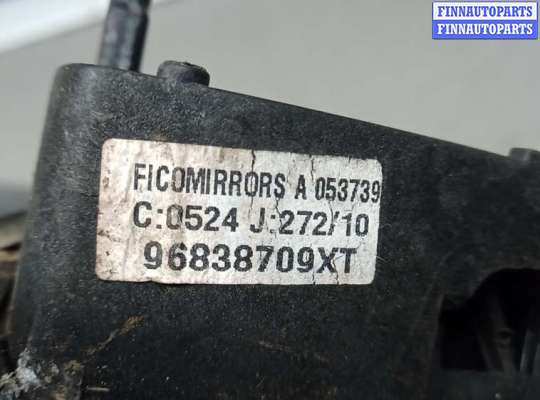 FINNAUTOPARTS
FINNAUTOPARTS
FICOMIRRORS A 053739
C:0524 J:272/10
96838709XT